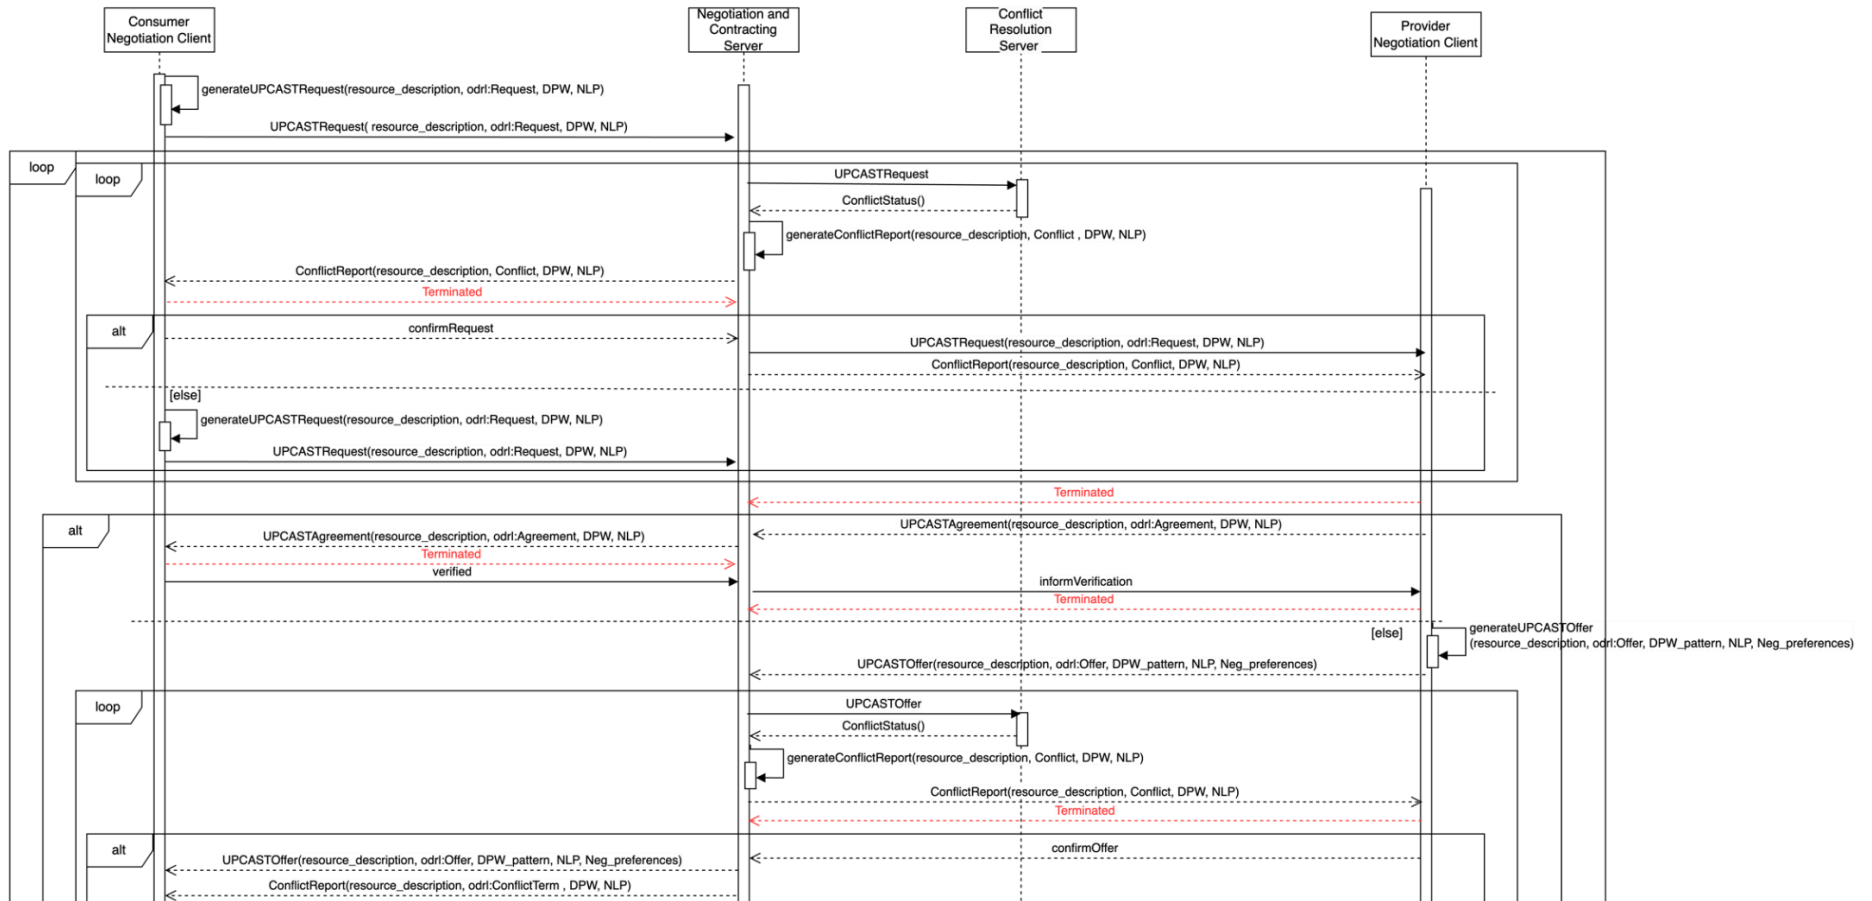 Consumer
Negotiation Client
Negotiation and
Contracting
Server
Conflict
Resolution
Server
Provider
Negotiation Client
generateUPCASTRequest(resource_description, odrl:Request, DPW, NLP)
UPCASTRequest( resource_description, odrl:Request, DPW, NLP)
loop
loop
UPCASTRequest
ConflictStatus()
generateConflictReport(resource_description, Conflict , DPW, NLP)
ConflictReport(resource_description, Conflict, DPW, NLP)
Terminated
alt
confirmRequest
UPCASTRequest(resource_description, odrl:Request, DPW, NLP)
ConflictReport(resource_description, Conflict, DPW, NLP)
[else]
generateUPCASTRequest(resource_description, odrl:Request, DPW, NLP)
UPCASTRequest(resource_description, odrl:Request, DPW, NLP)
Terminated
alt
UPCASTAgreement(resource_description, odrl:Agreement, DPW, NLP)
UPCASTAgreement(resource_description, odrl:Agreement, DPW, NLP)
Terminated
verified
informVerification
Terminated
[else]
generateUPCASTOffer
(resource_description, odrl:Offer, DPW_pattern, NLP, Neg_preferences)
UPCASTOffer(resource_description, odrl:Offer, DPW_pattern, NLP, Neg_preferences)
loop
UPCASTOffer
ConflictStatus()
generateConflictReport(resource_description, Conflict, DPW, NLP)
ConflictReport(resource_description, Conflict, DPW, NLP)
Terminated
alt
confirmOffer
UPCASTOffer(resource_description, odrl:Offer, DPW_pattern, NLP, Neg_preferences)
ConflictReport(resource_description, odrl:ConflictTerm , DPW, NLP)